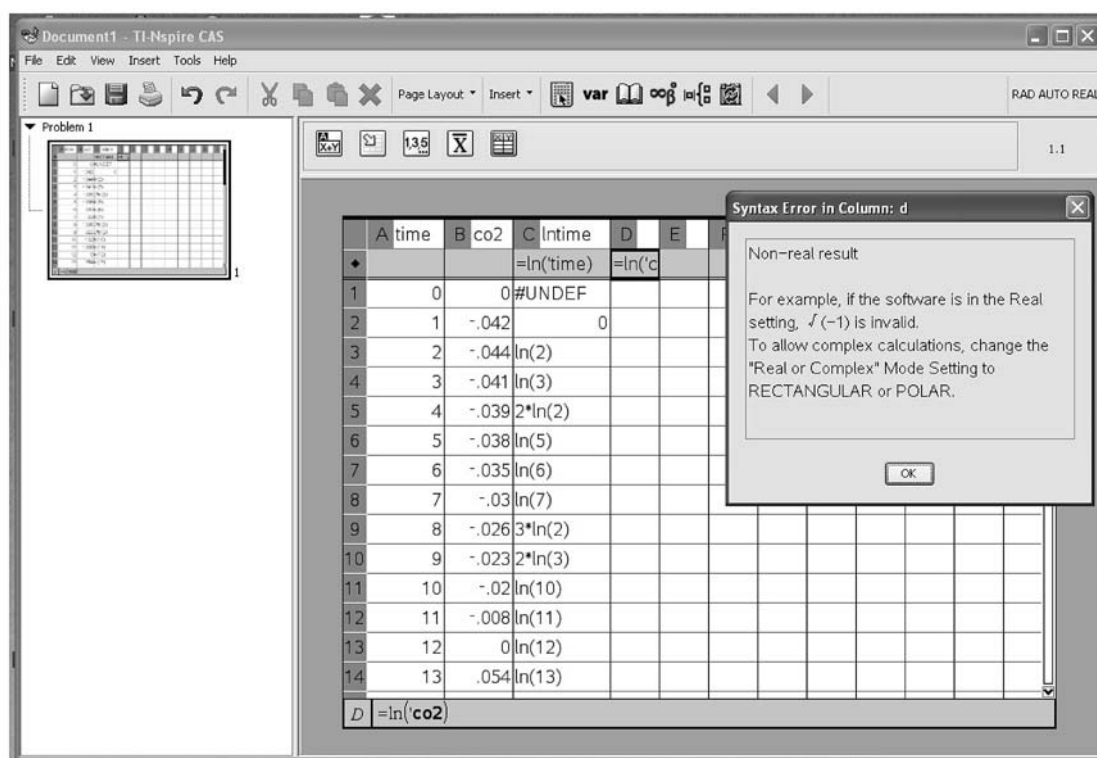 Document1 - TI-Nspire CAS
File Edit View Insert Tools Help
Page Layout Insert var RAD AUTO REAL
Problem 1
1.1
1
A time B co2 C lntime D E
=ln('time) =ln('c
1 0 0 #UNDEF
2 1 -.042 0
3 2 -.044 ln(2)
4 3 -.041 ln(3)
5 4 -.039 2*ln(2)
6 5 -.038 ln(5)
7 6 -.035 ln(6)
8 7 -.03 ln(7)
9 8 -.026 3*ln(2)
10 9 -.023 2*ln(3)
11 10 -.02 ln(10)
12 11 -.008 ln(11)
13 12 0 ln(12)
14 13 .054 ln(13)
D =ln('co2)
Syntax Error in Column: d
Non-real result
For example, if the software is in the Real
setting, √(-1) is invalid.
To allow complex calculations, change the
"Real or Complex" Mode Setting to
RECTANGULAR or POLAR.
OK